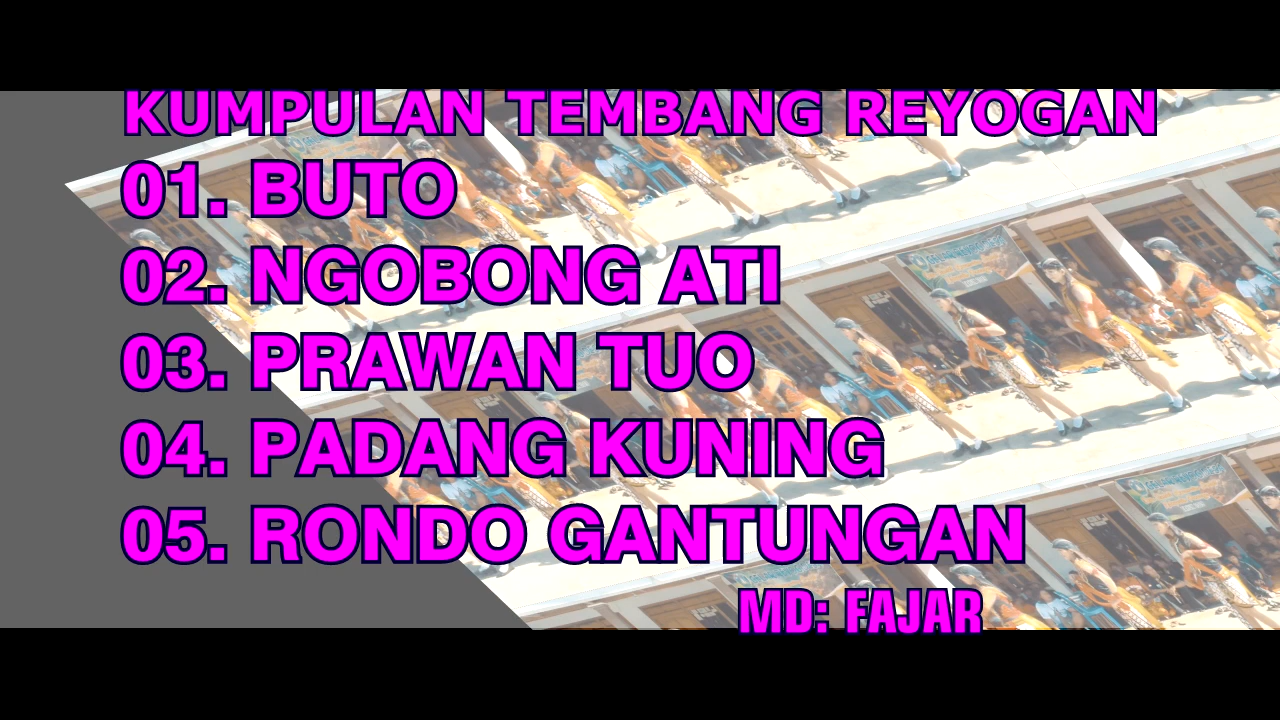 KUMPULAN TEMBANG REYOGAN
01. BUTO
02. NGOBONG ATI
03. PRAWAN TUO
04. PADANG KUNING
05. RONDO GANTUNGAN
MD: FAJAR